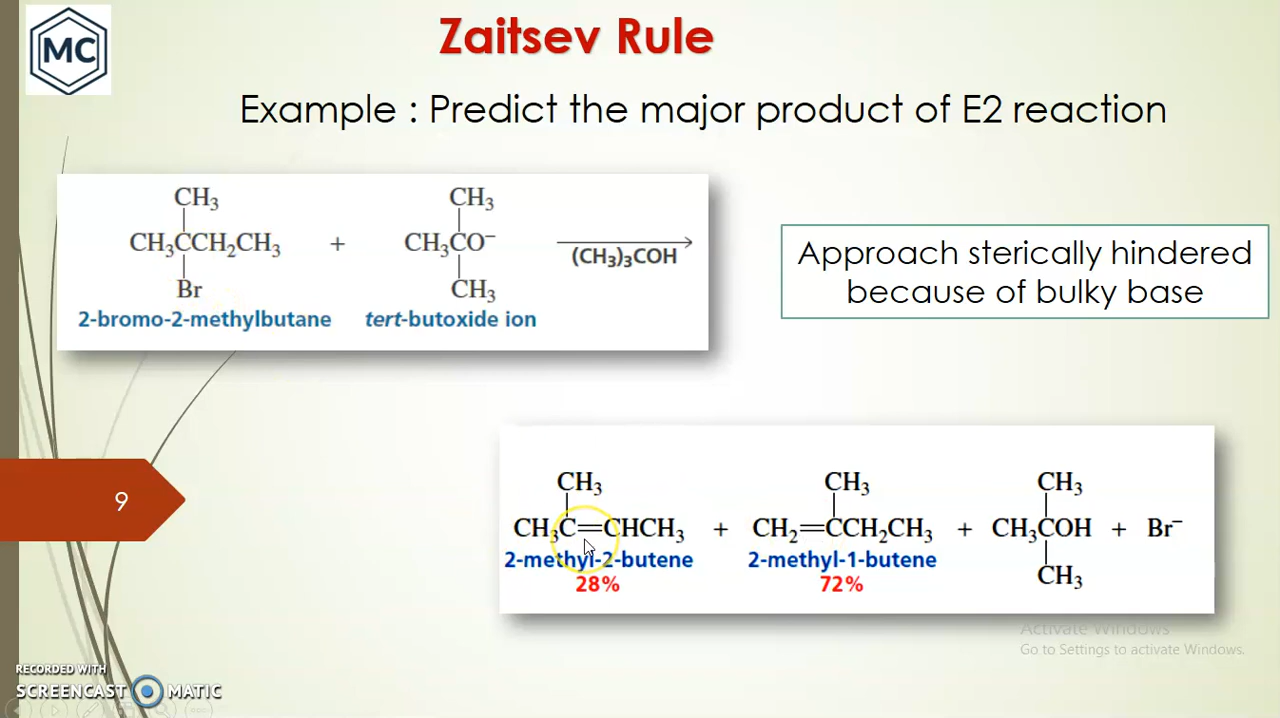 MC
Zaitsev Rule
Example : Predict the major product of E2 reaction
CH₃
CH₃CCH₂CH₃ + CH₃CO⁻
Br
CH₃
(CH₃)₃COH
CH₃
2-bromo-2-methylbutane tert-butoxide ion
Approach sterically hindered
because of bulky base
9
CH₃ CH₃ CH₃
CH₃C=CHCH₃ + CH₂=CCH₂CH₃ + CH₃COH + Br⁻
2-methyl-2-butene 2-methyl-1-butene
28% 72%
CH₃
Activate Windows
Go to Settings to activate Windows.
RECORDED WITH
SCREENCAST MATIC